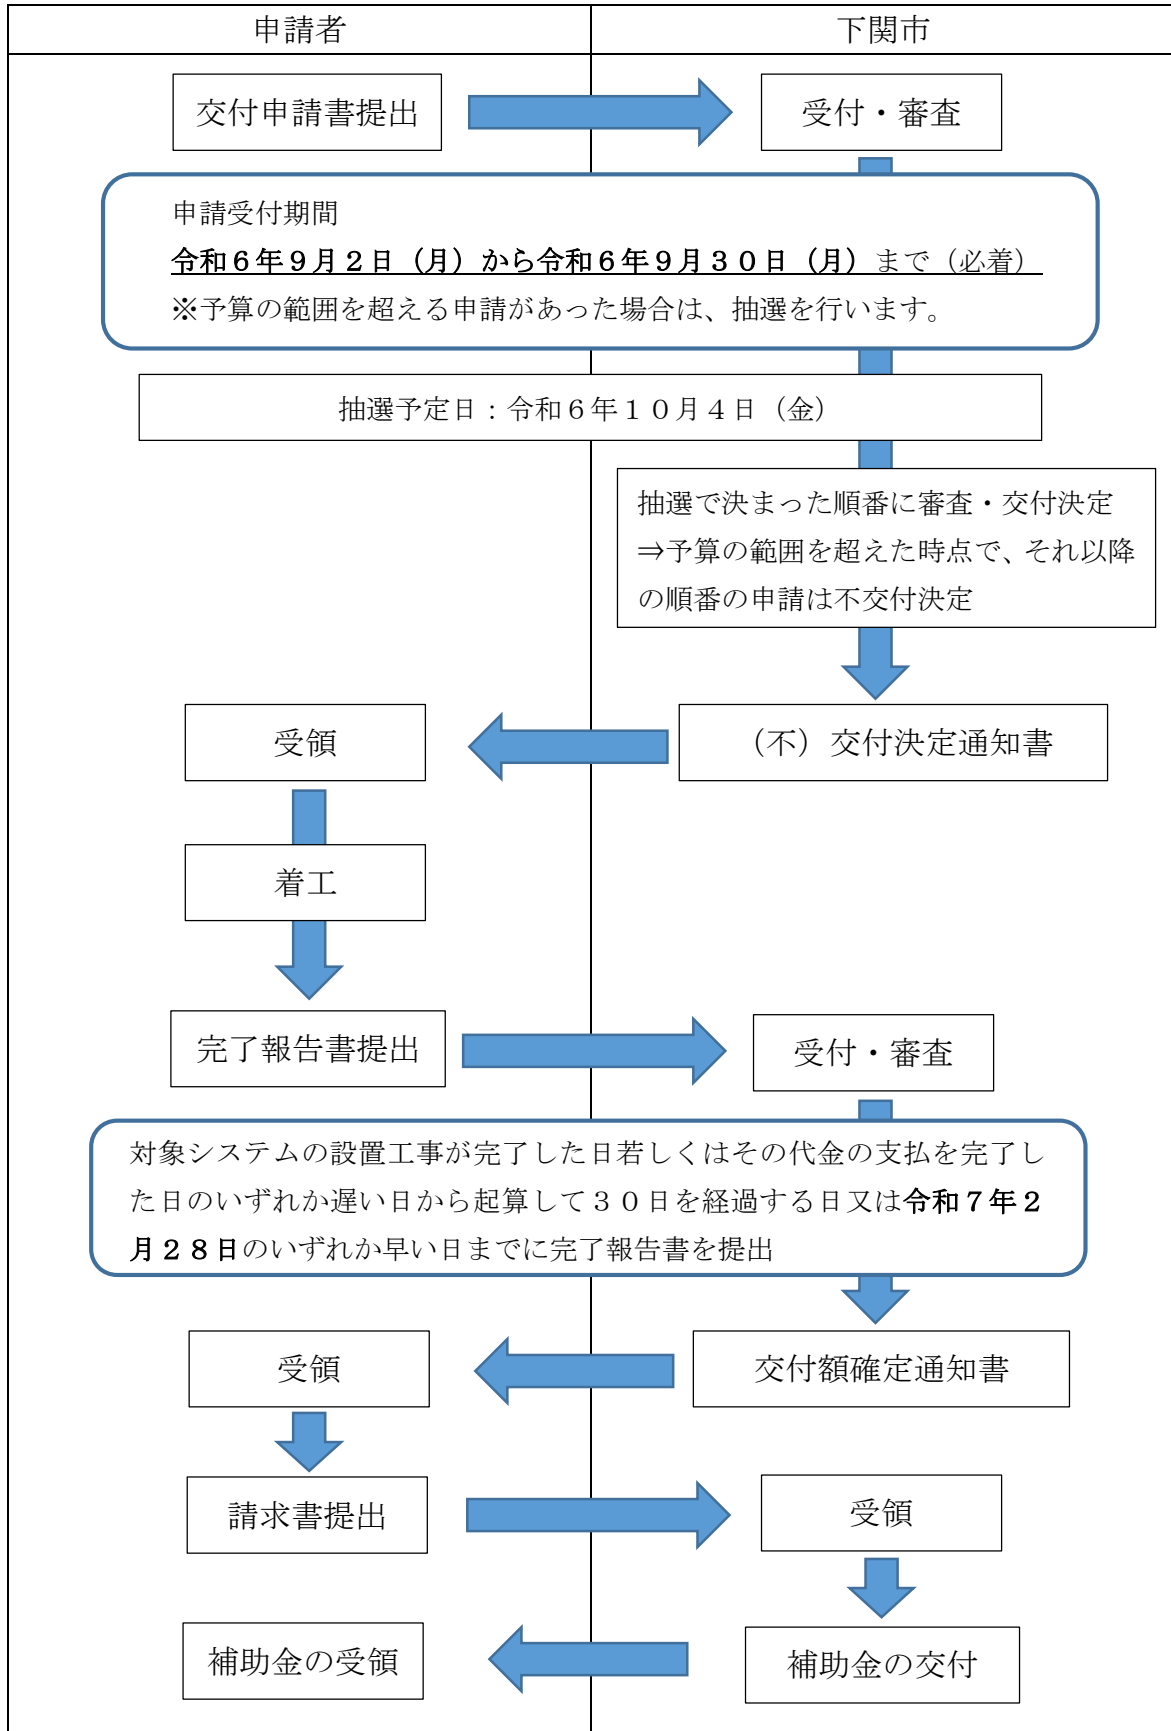 申請者
下関市
交付申請書提出
受付・審査
申請受付期間
令和6年9月2日（月）から令和6年9月30日（月）まで（必着）
※予算の範囲を超える申請があった場合は、抽選を行います。
抽選予定日：令和6年10月4日（金）
抽選で決まった順番に審査・交付決定
⇒予算の範囲を超えた時点で、それ以降
の順番の申請は不交付決定
（不）交付決定通知書
受領
着工
完了報告書提出
受付・審査
対象システムの設置工事が完了した日若しくはその代金の支払を完了し
た日のいずれか遅い日から起算して30日を経過する日又は令和7年2
月28日のいずれか早い日までに完了報告書を提出
交付額確定通知書
受領
請求書提出
受領
補助金の交付
補助金の受領